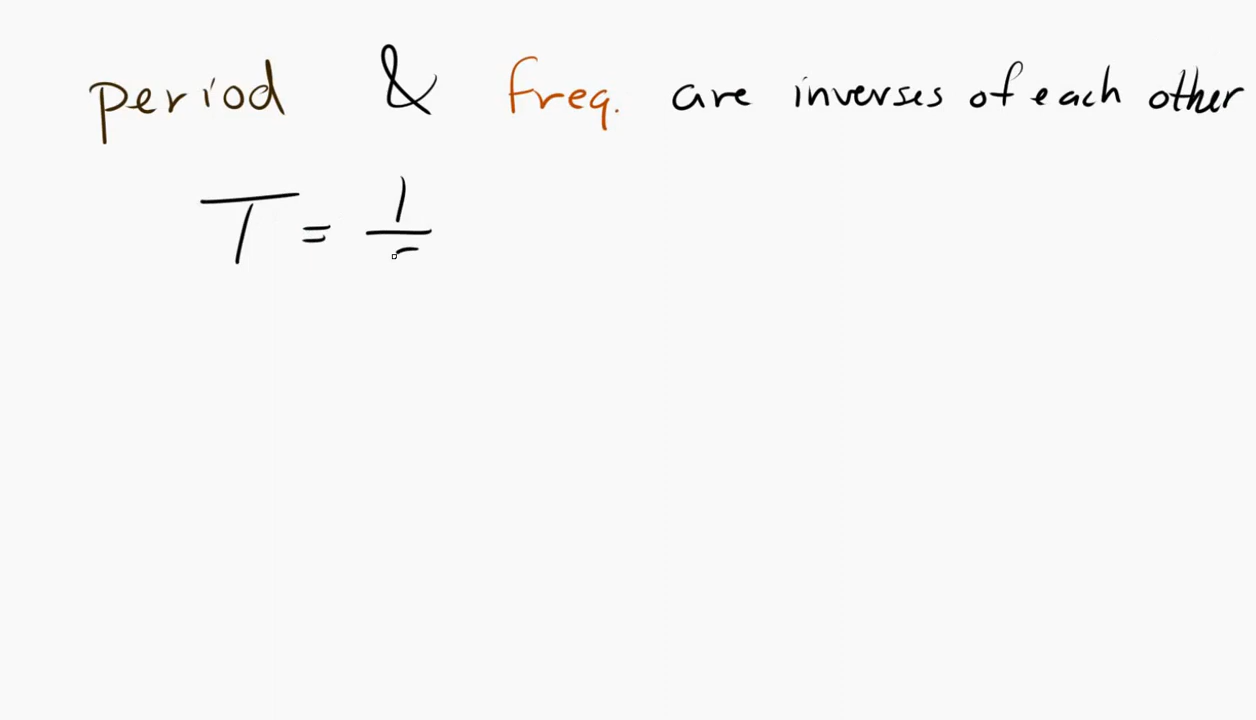 period & freq. are inverses of each other
T = 1/